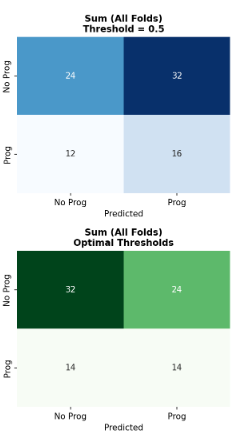 Sum (All Folds)
Threshold = 0.5
No Prog
24
32
Prog
12
16
No Prog
Prog
Predicted
Sum (All Folds)
Optimal Thresholds
No Prog
32
24
Prog
14
14
No Prog
Prog
Predicted